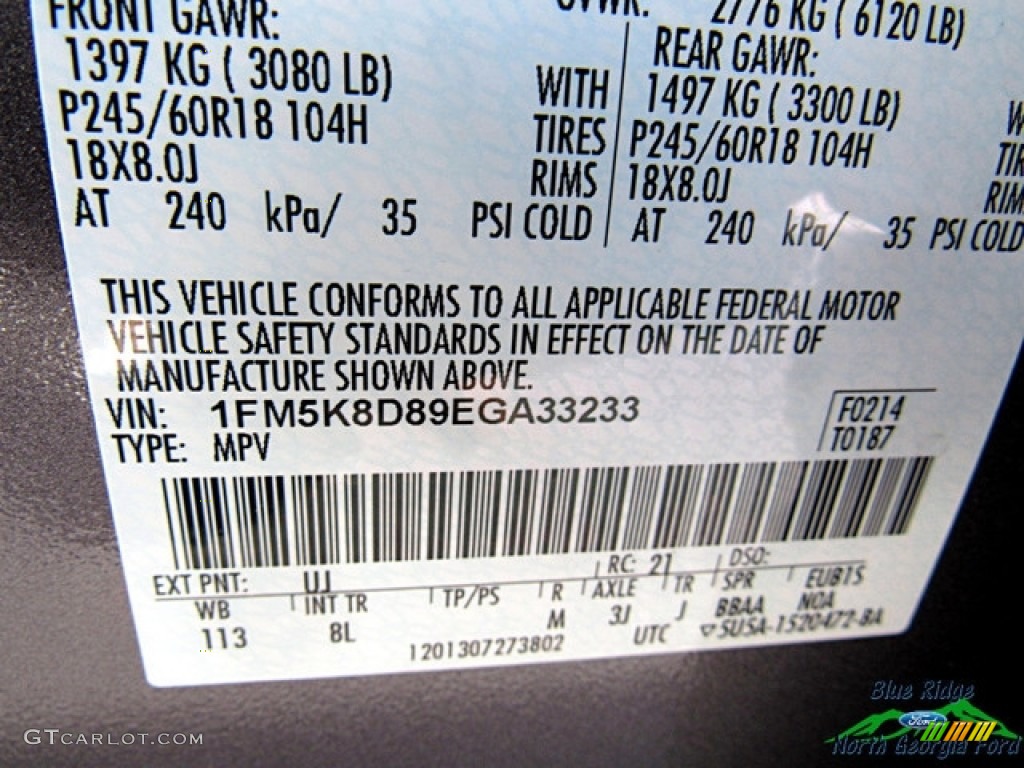 FRONT GAWR: GVWR: 2776 KG ( 6120 LB)
1397 KG ( 3080 LB) REAR GAWR:
WITH 1497 KG ( 3300 LB)
P245/60R18 104H TIRES P245/60R18 104H
18X8.0J RIMS 18X8.0J
AT 240 kPa/ 35 PSI COLD AT 240 kPa/ 35 PSI COLD
THIS VEHICLE CONFORMS TO ALL APPLICABLE FEDERAL MOTOR
VEHICLE SAFETY STANDARDS IN EFFECT ON THE DATE OF
MANUFACTURE SHOWN ABOVE.
VIN: 1FM5K8D89EGA33233 F0214
TYPE: MPV T0187
EXT PNT: UJ RC: 21 DSO:
WB INT TR TP/PS R AXLE TR SPR EUB15
113 8L M 3J J BBAA NOA
1201307273802 UTC ▽5U5A-1520472-BA
GTCARLOT.COM
Blue Ridge
Ford
North Georgia Ford